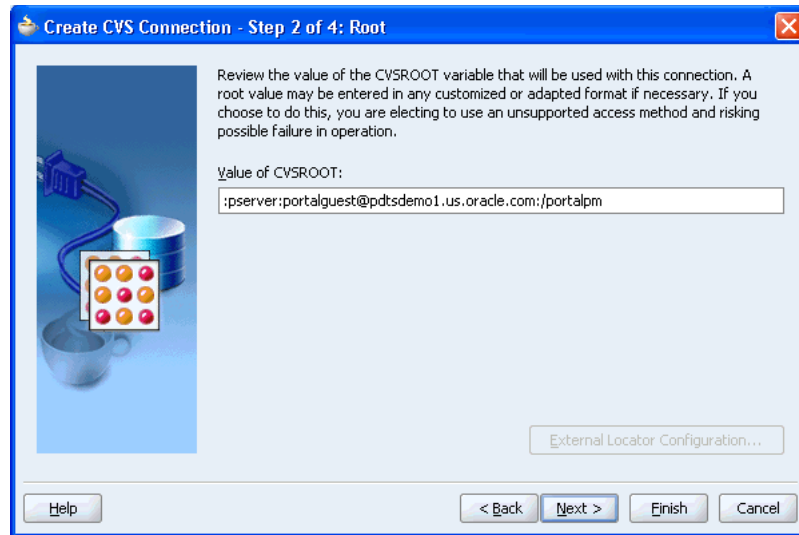 Create CVS Connection - Step 2 of 4: Root
Review the value of the CVSROOT variable that will be used with this connection. A
root value may be entered in any customized or adapted format if necessary. If you
choose to do this, you are electing to use an unsupported access method and risking
possible failure in operation.
Value of CVSROOT:
:pserver:portalguest@pdtsdemo1.us.oracle.com:/portalpm
External Locator Configuration...
Help
< Back
Next >
Finish
Cancel